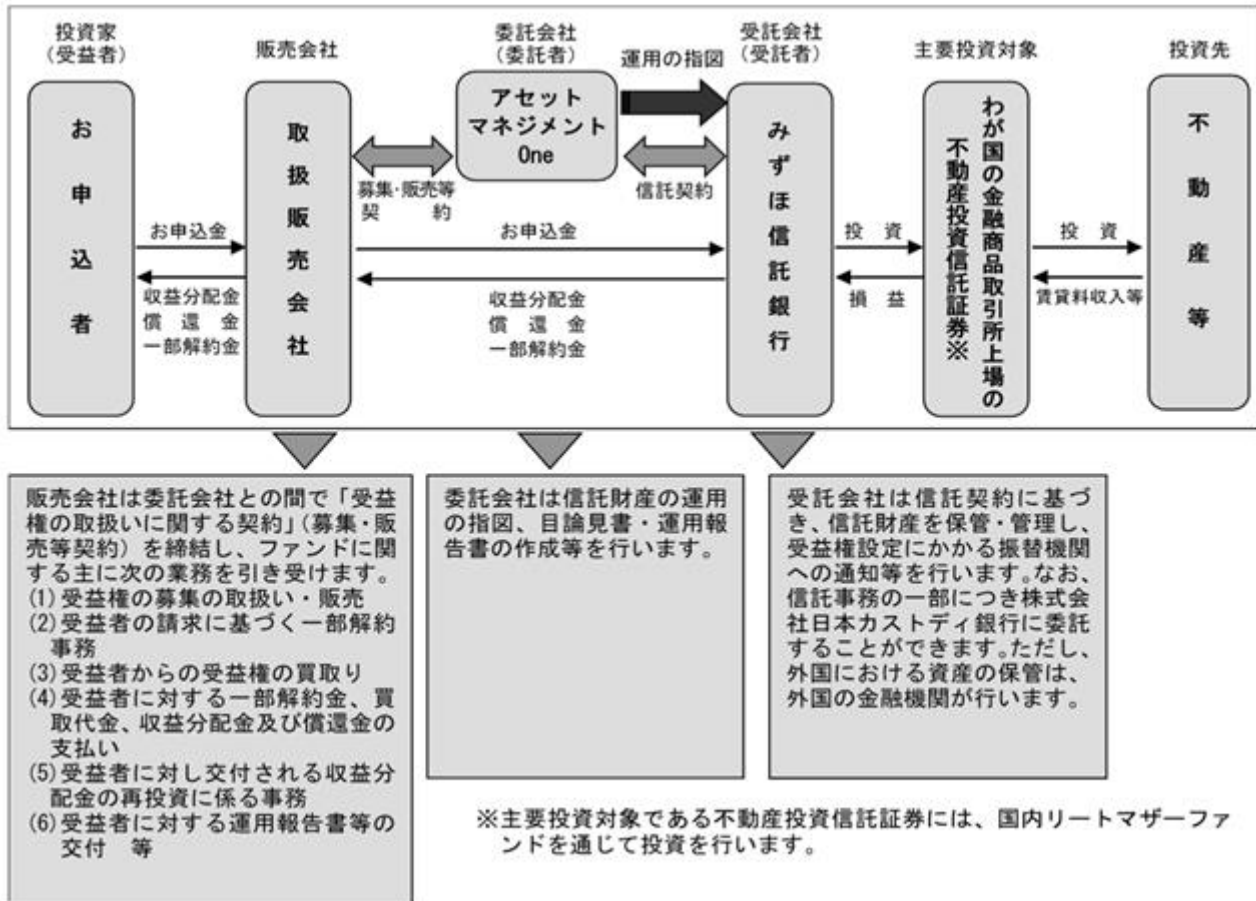 投資家
(受益者)
お申込者
販売会社
取扱販売会社
委託会社
(委託者)
アセット
マネジメント
One
運用の指図
受託会社
(受託者)
みずほ信託銀行
主要投資対象
わが国の金融商品取引所上場の
不動産投資信託証券※
投資先
不動産等
募集・販売等
契　　約
信託契約
お申込金
収益分配金
償　還　金
一部解約金
お申込金
収益分配金
償　還　金
一部解約金
投　資
損　益
投　資
賃貸料収入等
販売会社は委託会社との間で「受益
権の取扱いに関する契約」(募集・販
売等契約)を締結し、ファンドに関
する主に次の業務を引き受けます。
(1)受益権の募集の取扱い・販売
(2)受益者の請求に基づく一部解約
事務
(3)受益者からの受益権の買取り
(4)受益者に対する一部解約金、買
取代金、収益分配金及び償還金の
支払い
(5)受益者に対し交付される収益分
配金の再投資に係る事務
(6)受益者に対する運用報告書等の
交付　等
委託会社は信託財産の運用
の指図、目論見書・運用報
告書の作成等を行います。
受託会社は信託契約に基づ
き、信託財産を保管・管理し、
受益権設定にかかる振替機関
への通知等を行います。なお、
信託事務の一部につき株式会
社日本カストディ銀行に委託
することができます。ただし、
外国における資産の保管は、
外国の金融機関が行います。
※主要投資対象である不動産投資信託証券には、国内リートマザーファ
ンドを通じて投資を行います。